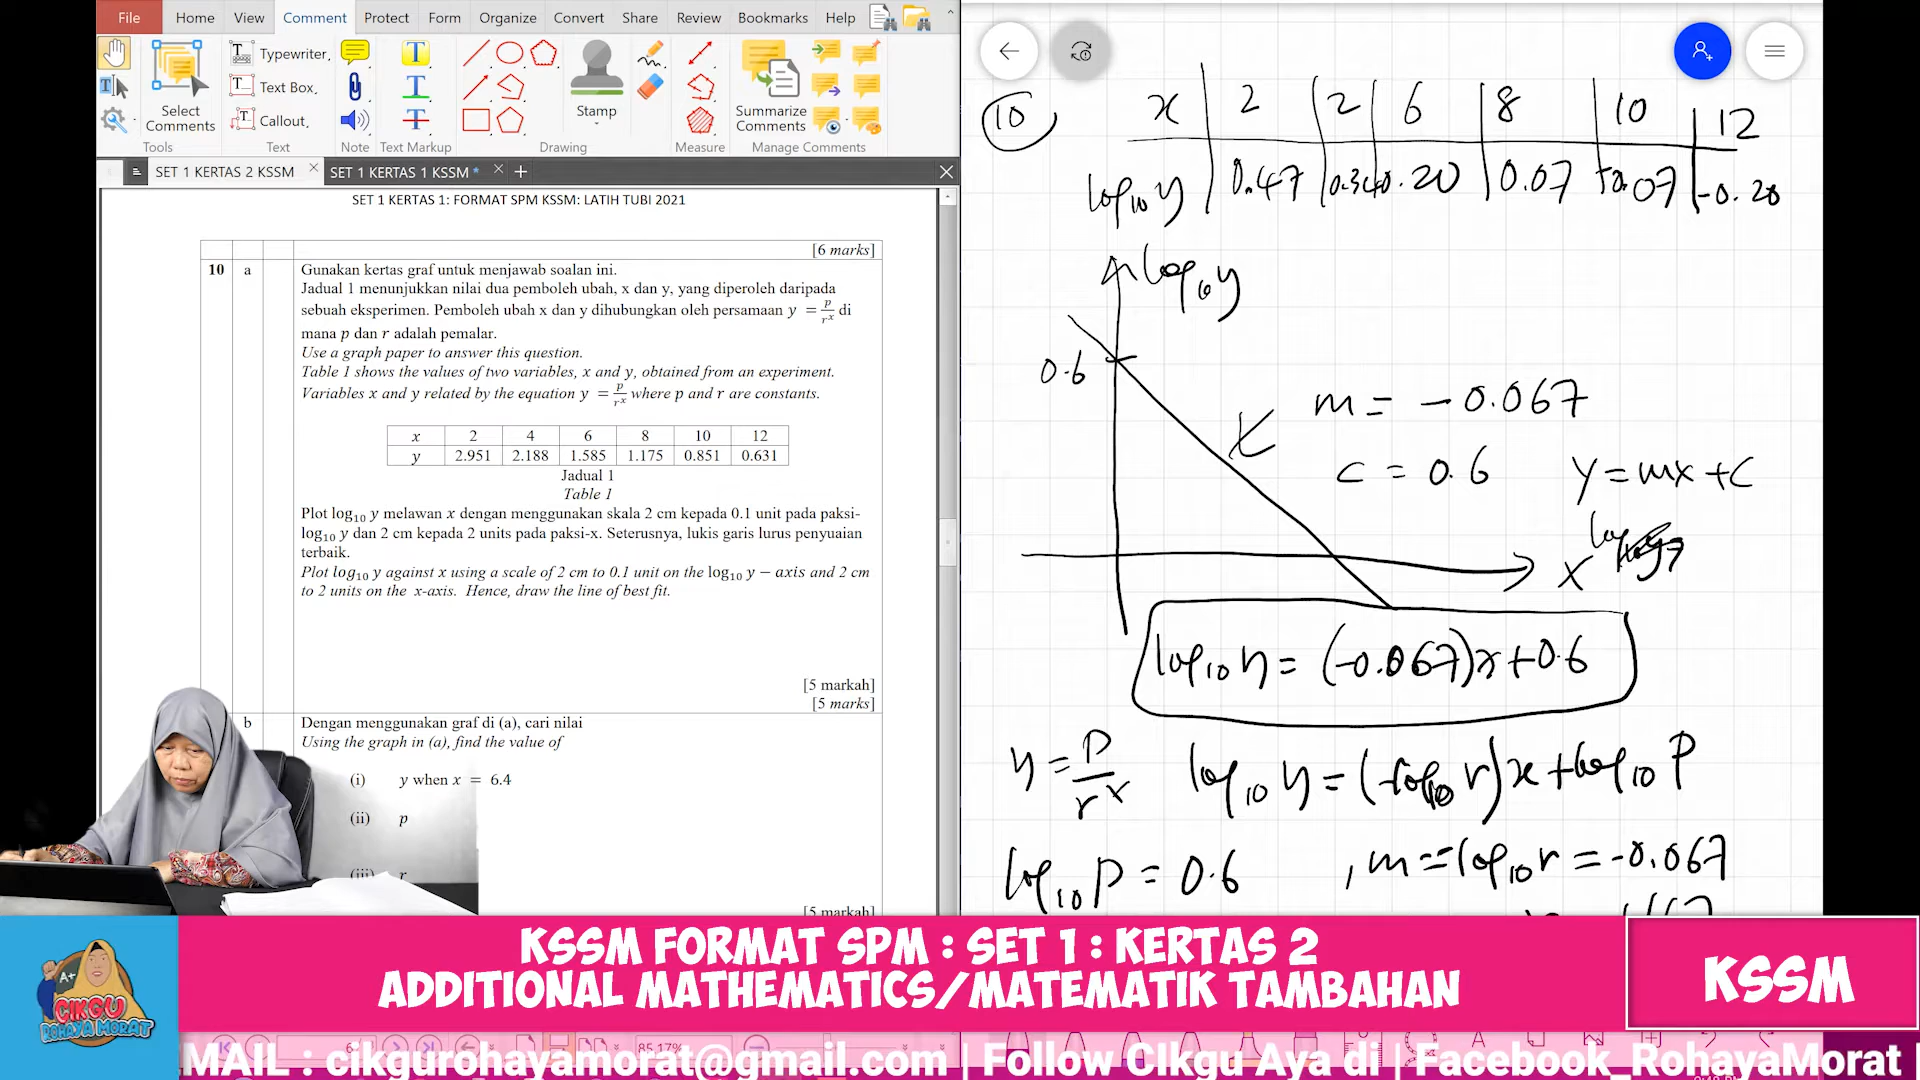 File Home View Comment Protect Form Organize Convert Share Review Bookmarks Help
Typewriter
Text Box
Callout
Select Comments
Stamp
Summarize Comments
Tools Text Note Text Markup Drawing Measure Manage Comments
SET 1 KERTAS 2 KSSM SET 1 KERTAS 1 KSSM *
SET 1 KERTAS 1: FORMAT SPM KSSM: LATIH TUBI 2021
[6 marks]
10 a Gunakan kertas graf untuk menjawab soalan ini.
Jadual 1 menunjukkan nilai dua pemboleh ubah, x dan y, yang diperoleh daripada
sebuah eksperimen. Pemboleh ubah x dan y dihubungkan oleh persamaan y = p/r^x di
mana p dan r adalah pemalar.
Use a graph paper to answer this question.
Table 1 shows the values of two variables, x and y, obtained from an experiment.
Variables x and y related by the equation y = p/r^x where p and r are constants.
x 2 4 6 8 10 12
y 2.951 2.188 1.585 1.175 0.851 0.631
Jadual 1
Table 1
Plot log₁₀ y melawan x dengan menggunakan skala 2 cm kepada 0.1 unit pada paksi-
log₁₀ y dan 2 cm kepada 2 units pada paksi-x. Seterusnya, lukis garis lurus penyuaian
terbaik.
Plot log₁₀ y against x using a scale of 2 cm to 0.1 unit on the log₁₀ y – axis and 2 cm
to 2 units on the x-axis. Hence, draw the line of best fit.
[5 markah]
[5 marks]
b Dengan menggunakan graf di (a), cari nilai
Using the graph in (a), find the value of
(i) y when x = 6.4
(ii) p
(iii) r
[5 markah]
10
x 2 2 6 8 10 12
log₁₀ y 0.47 0.34 0.20 0.07 -0.07 -0.20
log₁₀ y
0.6
m = -0.067
c = 0.6 y = mx + c
x
log₁₀ y = (-0.067)x + 0.6
y = p/r^x log₁₀ y = (-log₁₀ r)x + log₁₀ p
log₁₀ p = 0.6 , m = -log₁₀ r = -0.067
A+
CIKGU
ROHAYA MORAT
KSSM FORMAT SPM : SET 1 : KERTAS 2
ADDITIONAL MATHEMATICS/MATEMATIK TAMBAHAN
KSSM
85.17%
MAIL : cikgurohayamorat@gmail.com | Follow CIkgu Aya di | Facebook_RohayaMorat